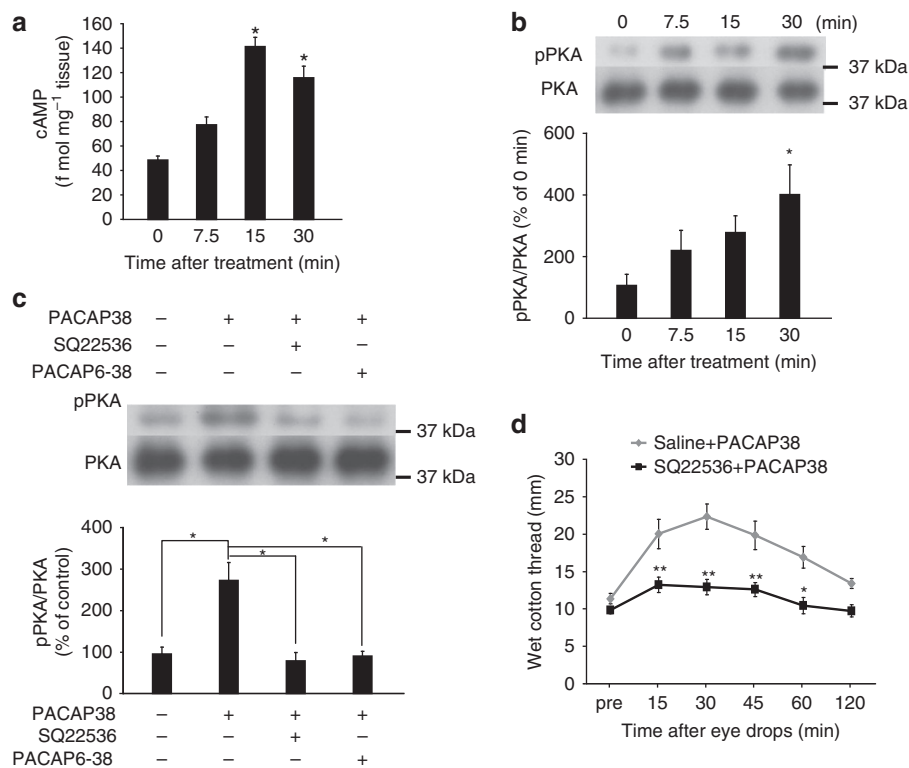 a
160
140
120
100
80
60
40
20
0
cAMP
(f mol mg⁻¹ tissue)
* *
0 7.5 15 30
Time after treatment (min)
b
0 7.5 15 30 (min)
pPKA
37 kDa
PKA
37 kDa
600
400
200
0
pPKA/PKA (% of 0 min)
*
0 7.5 15 30
Time after treatment (min)
c
PACAP38 – + + +
SQ22536 – – + –
PACAP6-38 – – – +
pPKA
37 kDa
PKA
37 kDa
400
300
200
100
0
pPKA/PKA
(% of control)
* * *
PACAP38 – + + +
SQ22536 – – + –
PACAP6-38 – – – +
d
Saline+PACAP38
SQ22536+PACAP38
30
25
20
15
10
5
0
Wet cotton thread (mm)
** ** ** *
pre 15 30 45 60 120
Time after eye drops (min)